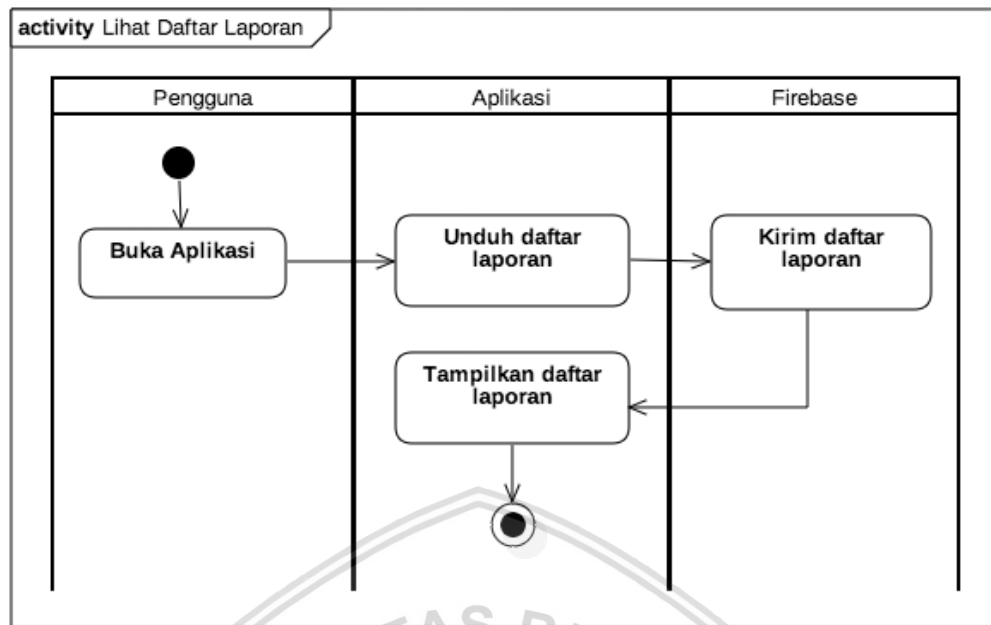 activity Lihat Daftar Laporan
Pengguna
Aplikasi
Firebase
Buka Aplikasi
Unduh daftar
laporan
Kirim daftar
laporan
Tampilkan daftar
laporan